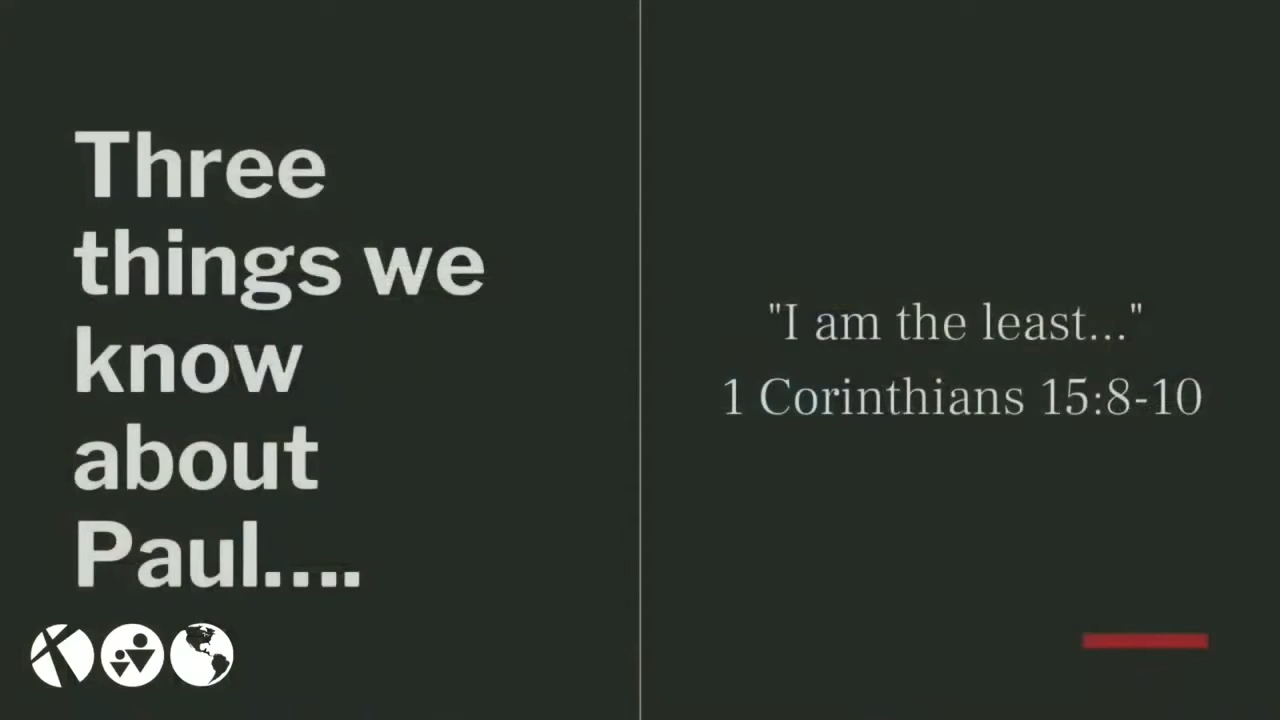 Three
things we
know
about
Paul....
"I am the least..."
1 Corinthians 15:8-10